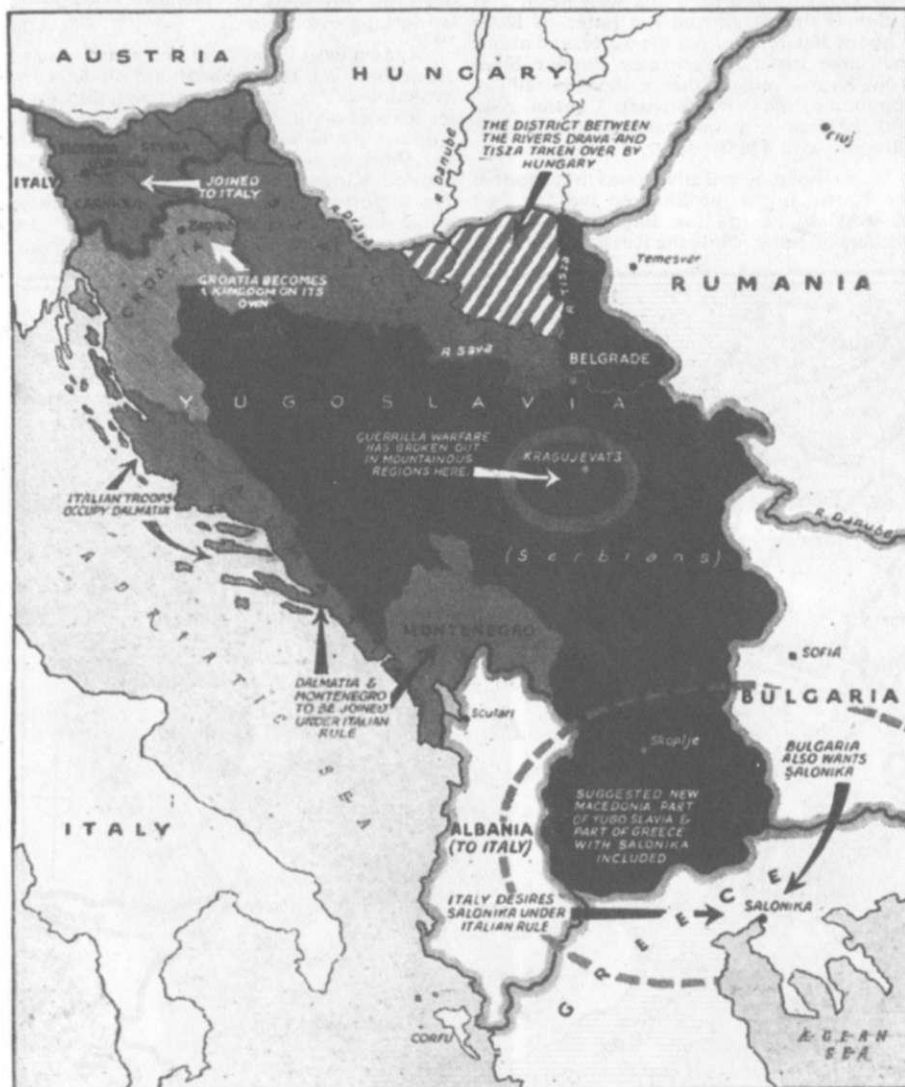 AUSTRIA
HUNGARY
THE DISTRICT BETWEEN
THE RIVERS DRAVA AND
TISZA TAKEN OVER BY
HUNGARY
Cluj
R. Danube
SLOVENIA
STYRIA
ITALY
JOINED
TO ITALY
CARNIOLA
R. Drava
Zagreb
CROATIA
R. TISZA
Temesver
RUMANIA
CROATIA BECOMES
A KINGDOM ON ITS
OWN
R. Sava
BELGRADE
YUGOSLAVIA
GUERRILLA WARFARE
HAS BROKEN OUT
IN MOUNTAINOUS
REGIONS HERE.
KRAGUJEVATS
ITALIAN TROOPS
OCCUPY DALMATIA
R. Danube
(Serbians)
ADRIATIC SEA
MONTENEGRO
SOFIA
BULGARIA
DALMATIA &
MONTENEGRO
TO BE JOINED
UNDER ITALIAN
RULE
Scutari
Skoplje
BULGARIA
ALSO WANTS
SALONIKA
SUGGESTED NEW
MACEDONIA PART
OF YUGO SLAVIA &
PART OF GREECE
WITH SALONIKA
INCLUDED
ITALY
ALBANIA
(TO ITALY)
ITALY DESIRES
SALONIKA UNDER
ITALIAN RULE
GREECE
SALONIKA
CORFU
AEGEAN
SEA